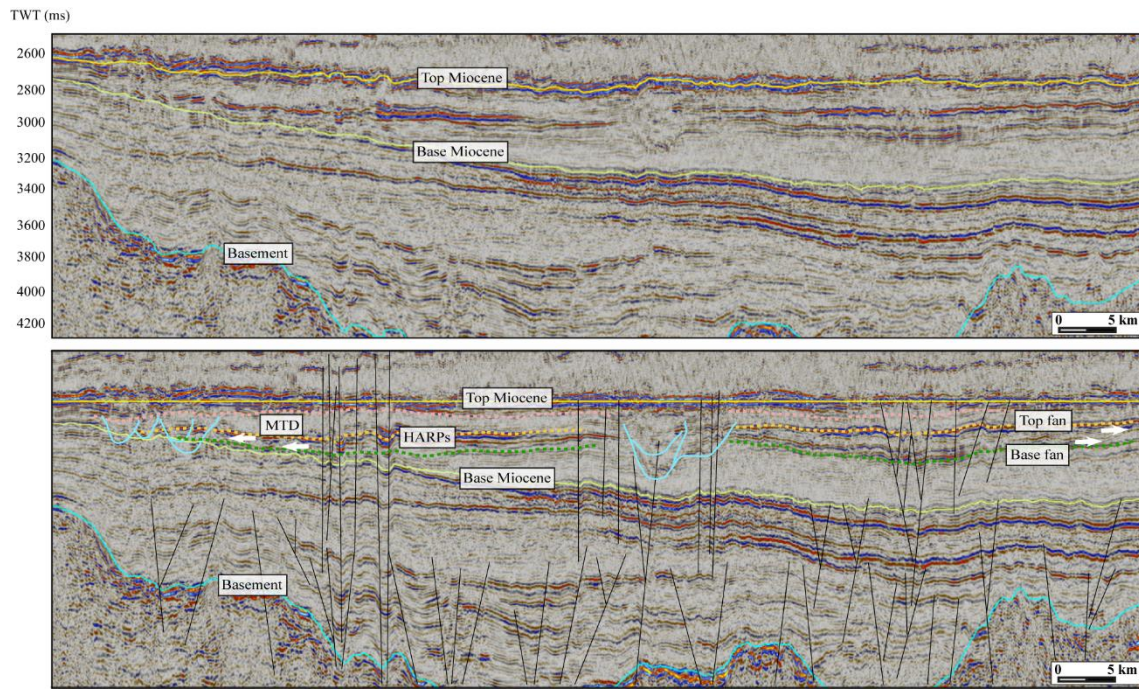 TWT (ms)
2600
2800
3000
3200
3400
3600
3800
4000
4200
Top Miocene
Base Miocene
Basement
0 5 km
Top Miocene
MTD
HARPs
Top fan
Base fan
Base Miocene
Basement
0 5 km